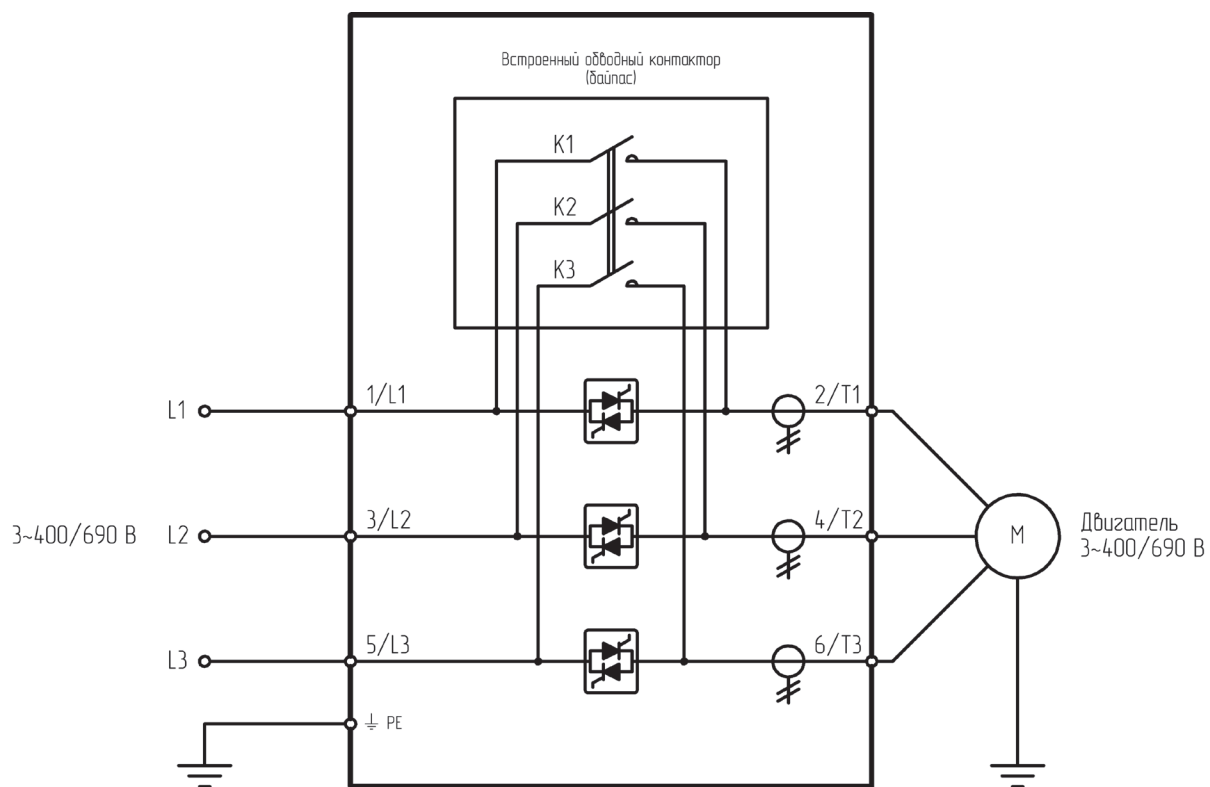 Встроенный обводный контактор
(байпас)
K1
K2
K3
L1
1/L1
2/T1
3~400/690 В
L2
3/L2
4/T2
M
Двигатель
3~400/690 В
L3
5/L3
6/T3
PE